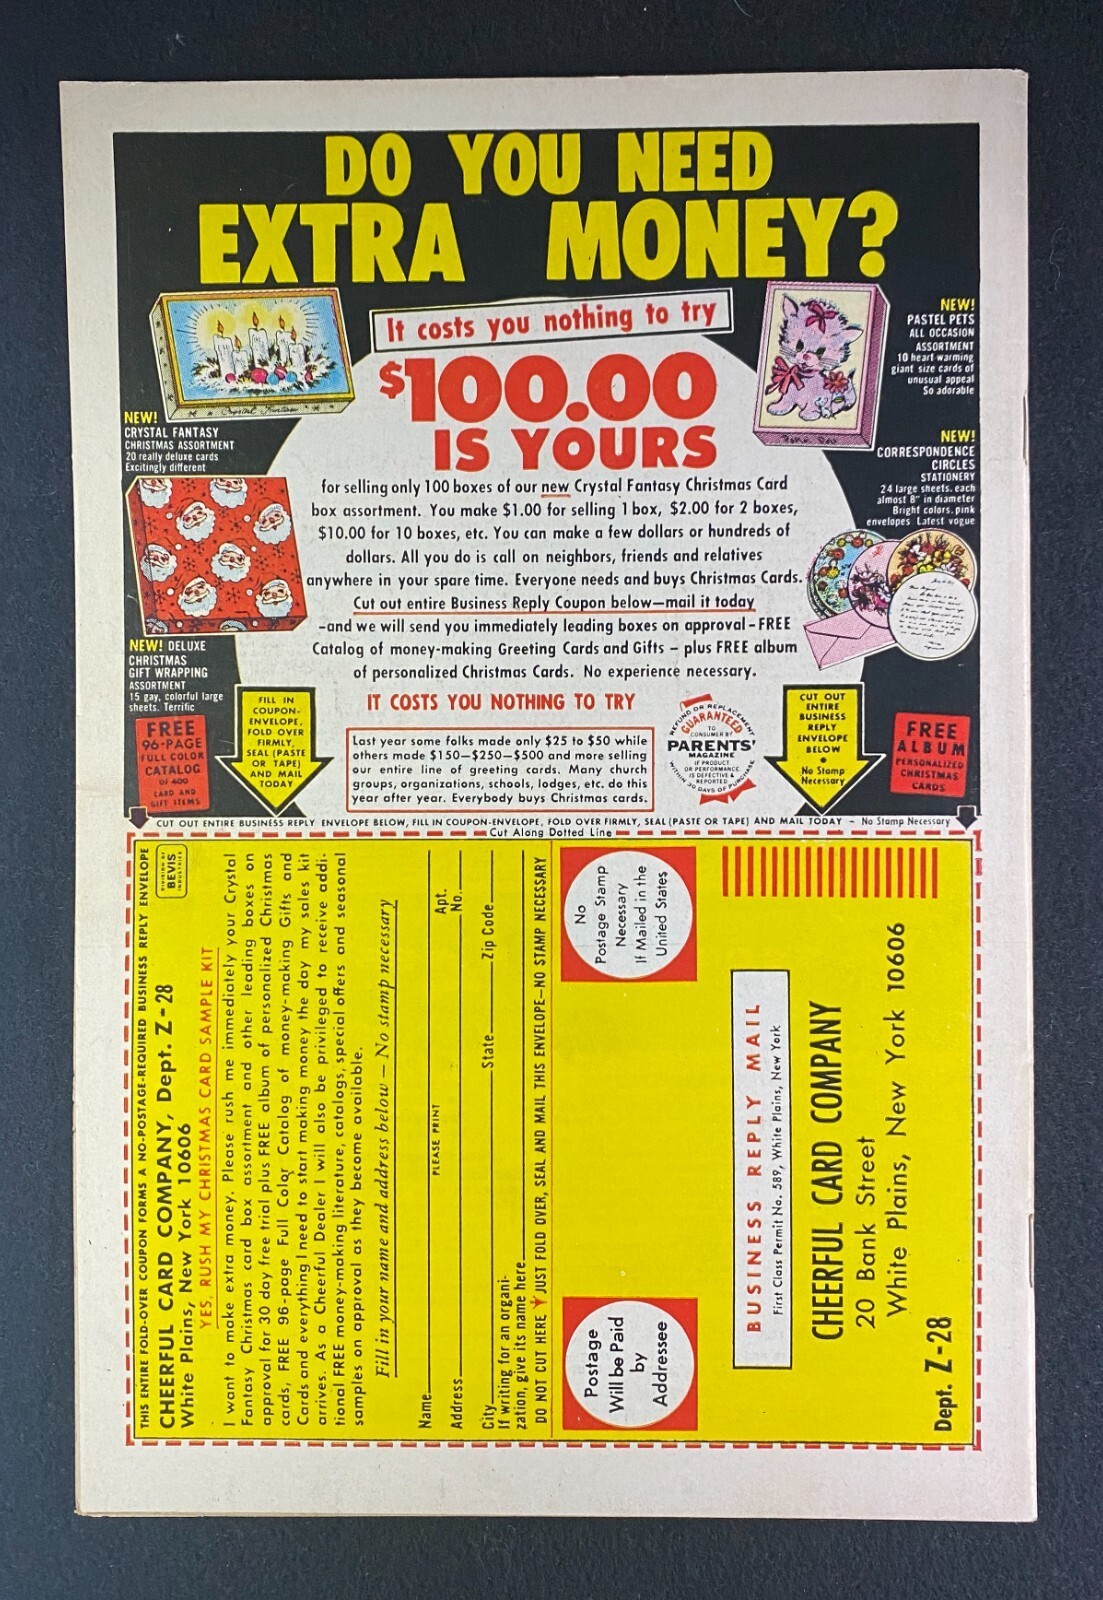 DO YOU NEED
EXTRA MONEY?
It costs you nothing to try
$100.00
IS YOURS
for selling only 100 boxes of our new Crystal Fantasy Christmas Card
box assortment. You make $1.00 for selling 1 box, $2.00 for 2 boxes,
$10.00 for 10 boxes, etc. You can make a few dollars or hundreds of
dollars. All you do is call on neighbors, friends and relatives
anywhere in your spare time. Everyone needs and buys Christmas Cards.
Cut out entire Business Reply Coupon below—mail it today
-and we will send you immediately leading boxes on approval-FREE
Catalog of money-making Greeting Cards and Gifts - plus FREE album
of personalized Christmas Cards. No experience necessary.
IT COSTS YOU NOTHING TO TRY
Last year some folks made only $25 to $50 while
others made $150—$250—$500 and more selling
our entire line of greeting cards. Many church
groups, organizations, schools, lodges, etc. do this
year after year. Everybody buys Christmas cards.
Crystal Fantasy
NEW!
CRYSTAL FANTASY
CHRISTMAS ASSORTMENT
20 really deluxe cards
Excitingly different
NEW! DELUXE
CHRISTMAS
GIFT WRAPPING
ASSORTMENT
15 gay, colorful large
sheets. Terrific
NEW!
PASTEL PETS
ALL OCCASION
ASSORTMENT
10 heart warming
giant size cards of
unusual appeal
So adorable
NEW!
CORRESPONDENCE
CIRCLES
STATIONERY
24 large sheets, each
almost 8" in diameter
Bright colors, pink
envelopes Latest vogue
FREE
96-PAGE
FULL COLOR
CATALOG
OF 400
CARD AND
GIFT ITEMS
FILL IN
COUPON-
ENVELOPE,
FOLD OVER
FIRMLY,
SEAL (PASTE
OR TAPE)
AND MAIL
TODAY
REFUND OR REPLACEMENT
GUARANTEED
TO
CONSUMER BY
PARENTS'
MAGAZINE
IF PRODUCT
OR PERFORMANCE
IS DEFECTIVE &
REPORTED
WITHIN 30 DAYS OF PURCHASE
CUT OUT
ENTIRE
BUSINESS
REPLY
ENVELOPE
BELOW
•
No Stamp
Necessary
FREE
ALBUM
PERSONALIZED
CHRISTMAS
CARDS
CUT OUT ENTIRE BUSINESS REPLY ENVELOPE BELOW, FILL IN COUPON-ENVELOPE, FOLD OVER FIRMLY, SEAL (PASTE OR TAPE) AND MAIL TODAY - No Stamp Necessary
Cut Along Dotted Line
THIS ENTIRE FOLD-OVER COUPON FORMS A NO-POSTAGE-REQUIRED BUSINESS REPLY ENVELOPE
DIVISION OF
BEVIS
INDUSTRIES
CHEERFUL CARD COMPANY, Dept. Z-28
White Plains, New York 10606
YES, RUSH MY CHRISTMAS CARD SAMPLE KIT
I want to make extra money. Please rush me immediately your Crystal
Fantasy Christmas card box assortment and other leading boxes on
approval for 30 day free trial plus FREE album of personalized Christmas
cards, FREE 96-page Full Color Catalog of money-making Gifts and
Cards and everything I need to start making money the day my sales kit
arrives. As a Cheerful Dealer I will also be privileged to receive addi-
tional FREE money-making literature, catalogs, special offers and seasonal
samples on approval as they become available.
Fill in your name and address below — No stamp necessary
Name
PLEASE PRINT
Address Apt. No.
City State Zip Code
If writing for an organi-
zation, give its name here
DO NOT CUT HERE JUST FOLD OVER, SEAL AND MAIL THIS ENVELOPE—NO STAMP NECESSARY
No
Postage Stamp
Necessary
If Mailed in the
United States
Postage
Will be Paid
by
Addressee
BUSINESS REPLY MAIL
First Class Permit No. 589, White Plains, New York
CHEERFUL CARD COMPANY
20 Bank Street
White Plains, New York 10606
Dept. Z-28